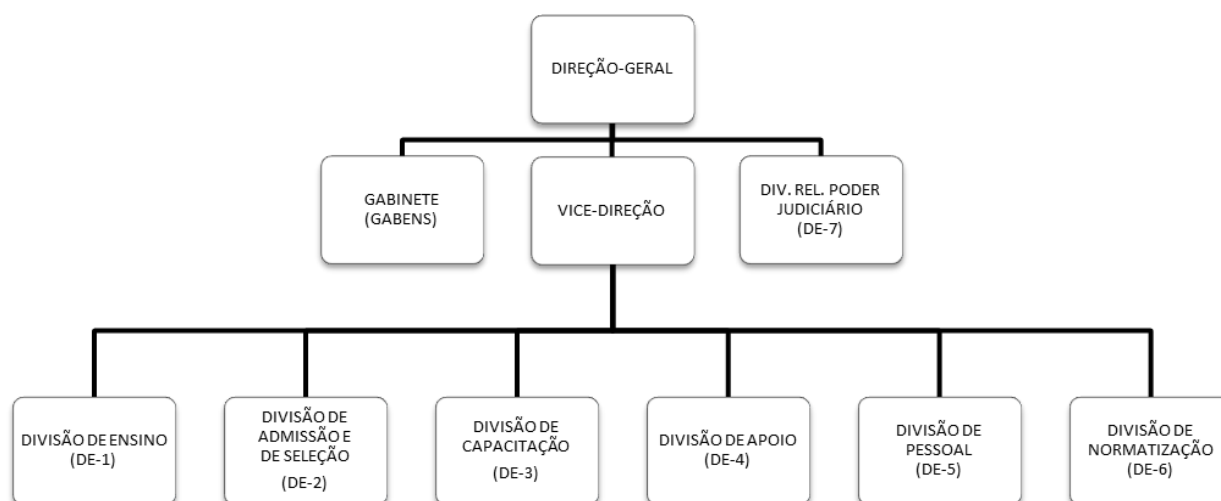 DIREÇÃO-GERAL
GABINETE
(GABENS)
VICE-DIREÇÃO
DIV. REL. PODER
JUDICIÁRIO
(DE-7)
DIVISÃO DE ENSINO
(DE-1)
DIVISÃO DE
ADMISSÃO E
DE SELEÇÃO
(DE-2)
DIVISÃO DE
CAPACITAÇÃO
(DE-3)
DIVISÃO DE APOIO
(DE-4)
DIVISÃO DE
PESSOAL
(DE-5)
DIVISÃO DE
NORMATIZAÇÃO
(DE-6)